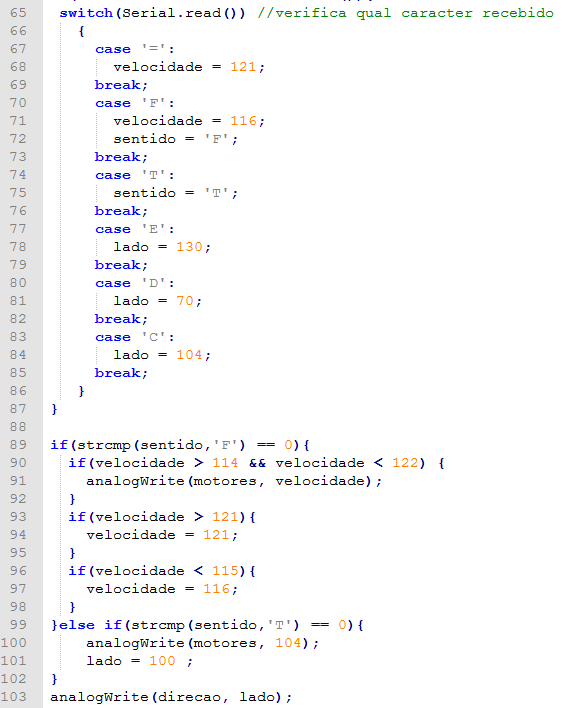 65 switch(Serial.read()) //verifica qual caracter recebido
66 {
67 case '=':
68 velocidade = 121;
69 break;
70 case 'F':
71 velocidade = 116;
72 sentido = 'F';
73 break;
74 case 'T':
75 sentido = 'T';
76 break;
77 case 'E':
78 lado = 130;
79 break;
80 case 'D':
81 lado = 70;
82 break;
83 case 'C':
84 lado = 104;
85 break;
86 }
87 }
88
89 if(strcmp(sentido,'F') == 0){
90 if(velocidade > 114 && velocidade < 122) {
91 analogWrite(motores, velocidade);
92 }
93 if(velocidade > 121){
94 velocidade = 121;
95 }
96 if(velocidade < 115){
97 velocidade = 116;
98 }
99 }else if(strcmp(sentido,'T') == 0){
100 analogWrite(motores, 104);
101 lado = 100 ;
102 }
103 analogWrite(direcao, lado);